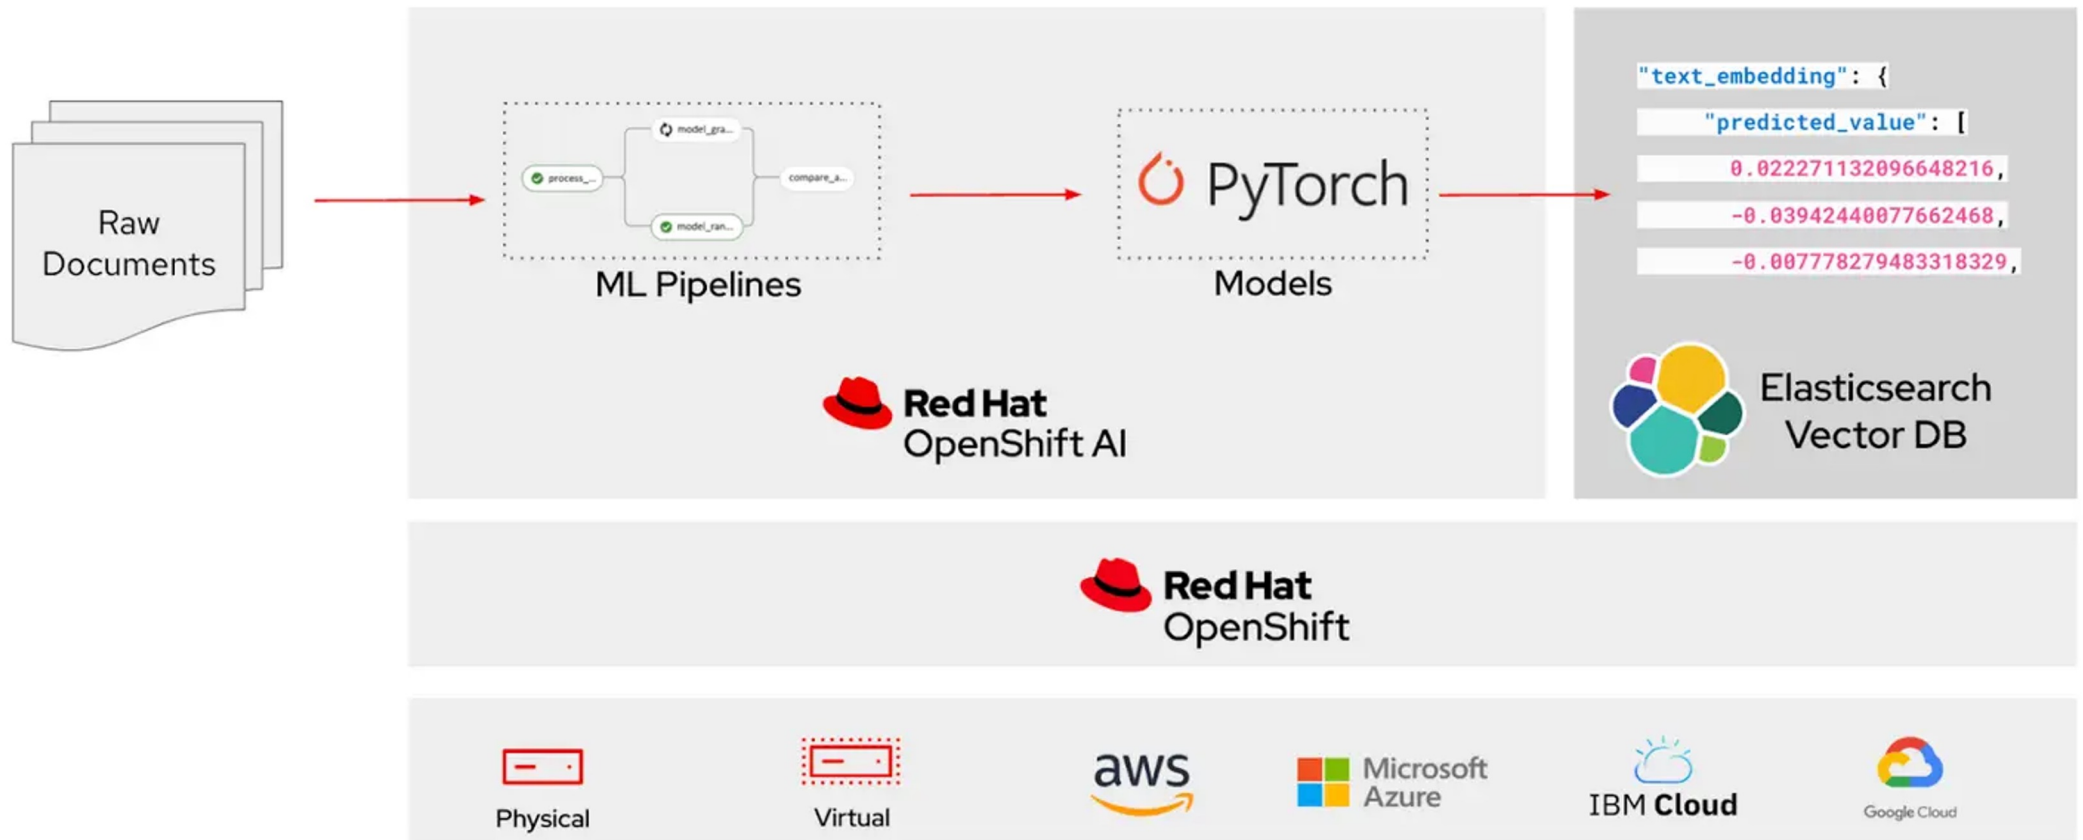 Raw
Documents
process_...
model_gra...
model_ran...
compare_a...
ML Pipelines
PyTorch
Models
Red Hat
OpenShift AI
"text_embedding": {
"predicted_value": [
0.022271132096648216,
-0.03942440077662468,
-0.007778279483318329,
Elasticsearch
Vector DB
Red Hat
OpenShift
Physical
Virtual
aws
Microsoft
Azure
IBM Cloud
Google Cloud